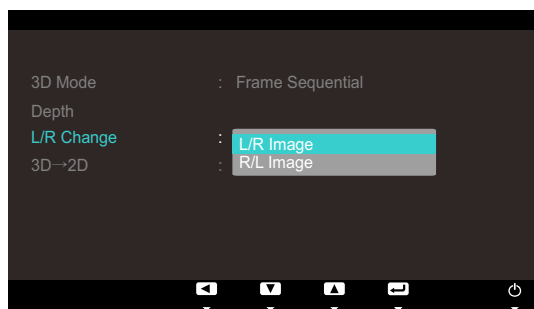 3D Mode : Frame Sequential
Depth
L/R Change : L/R Image
R/L Image
3D→2D :